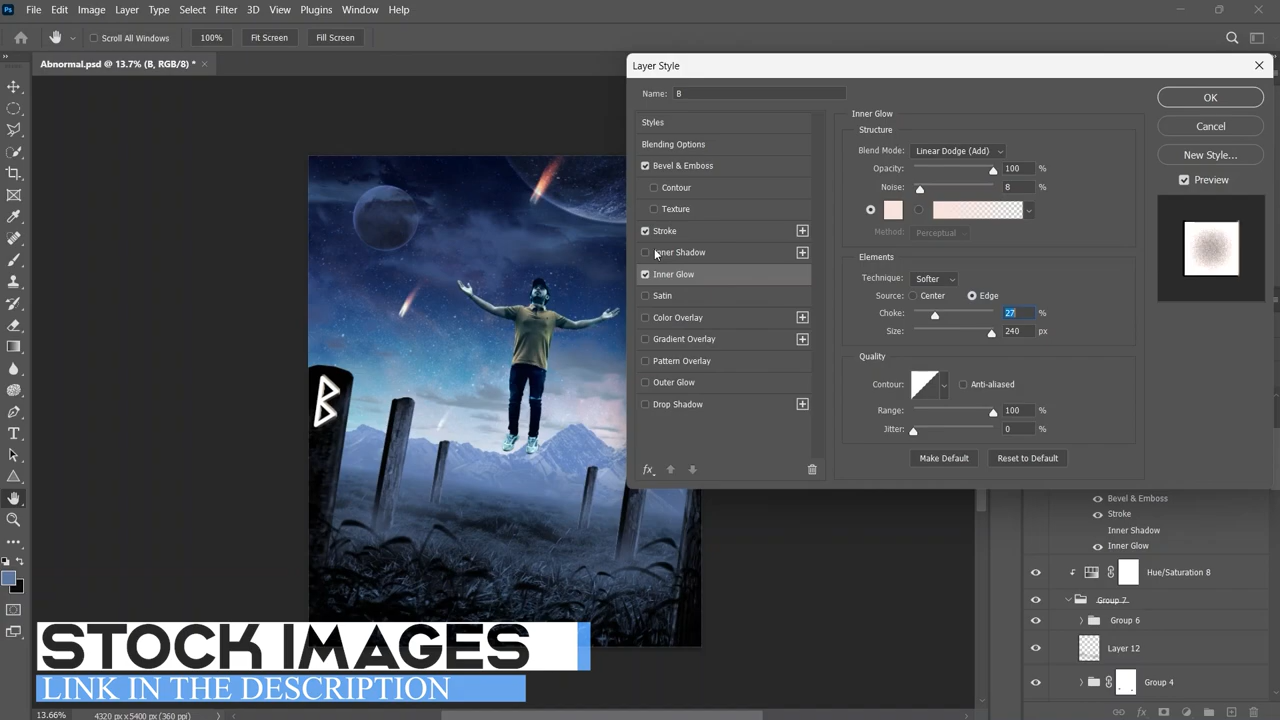 Ps File Edit Image Layer Type Select Filter 3D View Plugins Window Help
Scroll All Windows 100% Fit Screen Fill Screen
Abnormal.psd @ 13.7% (B, RGB/8) *
Layer Style
Name: B
Styles
Blending Options
Bevel & Emboss
Contour
Texture
Stroke
Inner Shadow
Inner Glow
Satin
Color Overlay
Gradient Overlay
Pattern Overlay
Outer Glow
Drop Shadow
fx
Inner Glow
Structure
Blend Mode: Linear Dodge (Add)
Opacity: 100 %
Noise: 8 %
Method: Perceptual
Elements
Technique: Softer
Source: Center Edge
Choke: 27 %
Size: 240 px
Quality
Contour: Anti-aliased
Range: 100 %
Jitter: 0 %
Make Default Reset to Default
OK
Cancel
New Style...
Preview
Bevel & Emboss
Stroke
Inner Shadow
Inner Glow
Hue/Saturation 8
Group 7
Group 6
Layer 12
Group 4
fx
STOCK IMAGES
LINK IN THE DESCRIPTION
13.66% 4320 px x 5400 px (360 ppi)